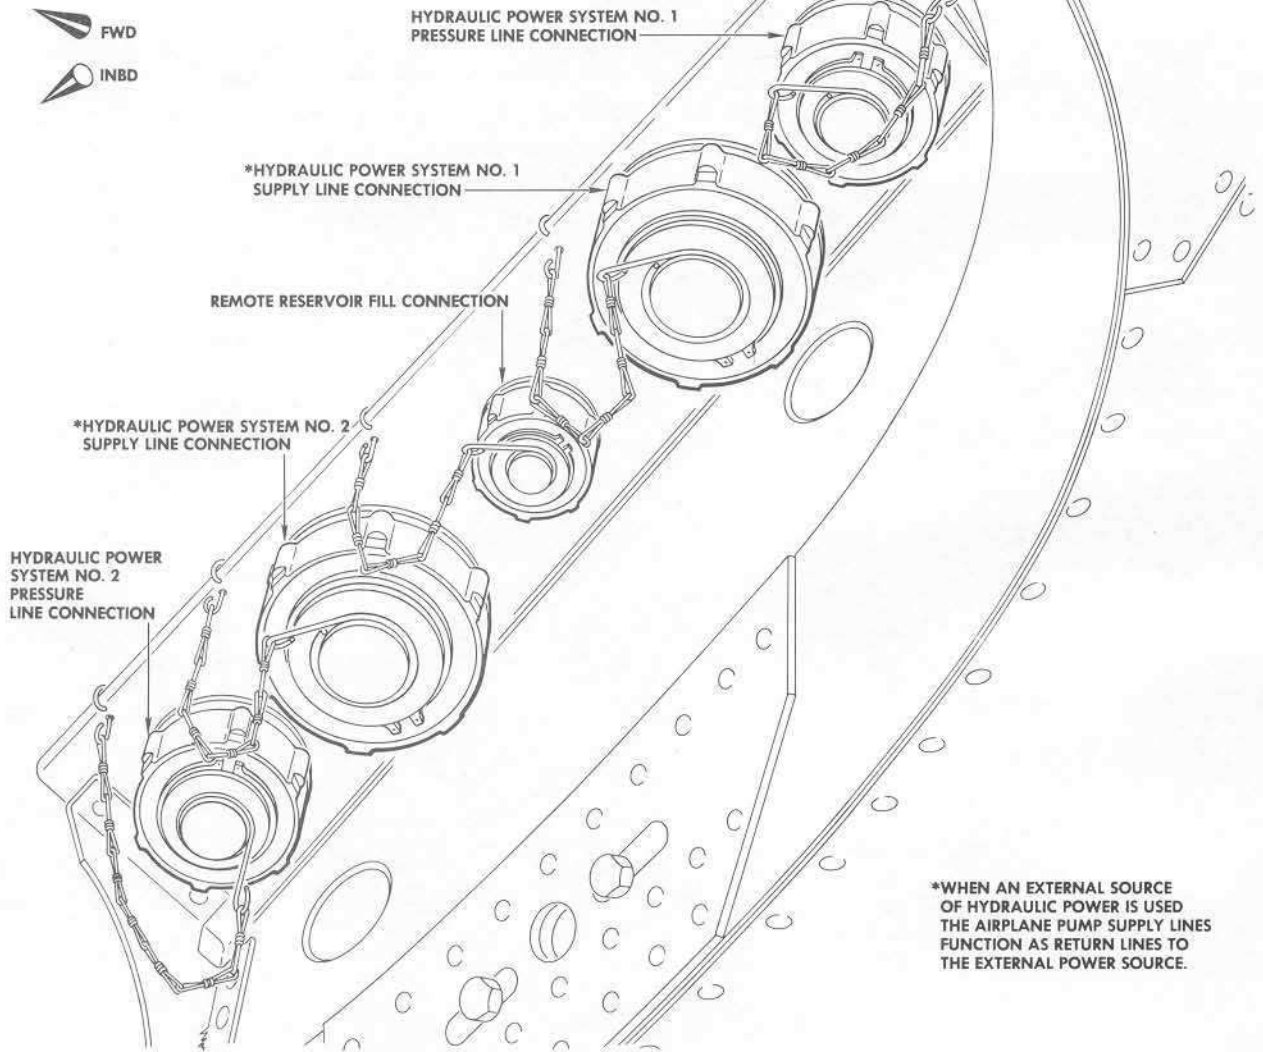 FWD
INBD
HYDRAULIC POWER SYSTEM NO. 1
PRESSURE LINE CONNECTION
*HYDRAULIC POWER SYSTEM NO. 1
SUPPLY LINE CONNECTION
REMOTE RESERVOIR FILL CONNECTION
*HYDRAULIC POWER SYSTEM NO. 2
SUPPLY LINE CONNECTION
HYDRAULIC POWER
SYSTEM NO. 2
PRESSURE
LINE CONNECTION
*WHEN AN EXTERNAL SOURCE
OF HYDRAULIC POWER IS USED
THE AIRPLANE PUMP SUPPLY LINES
FUNCTION AS RETURN LINES TO
THE EXTERNAL POWER SOURCE.